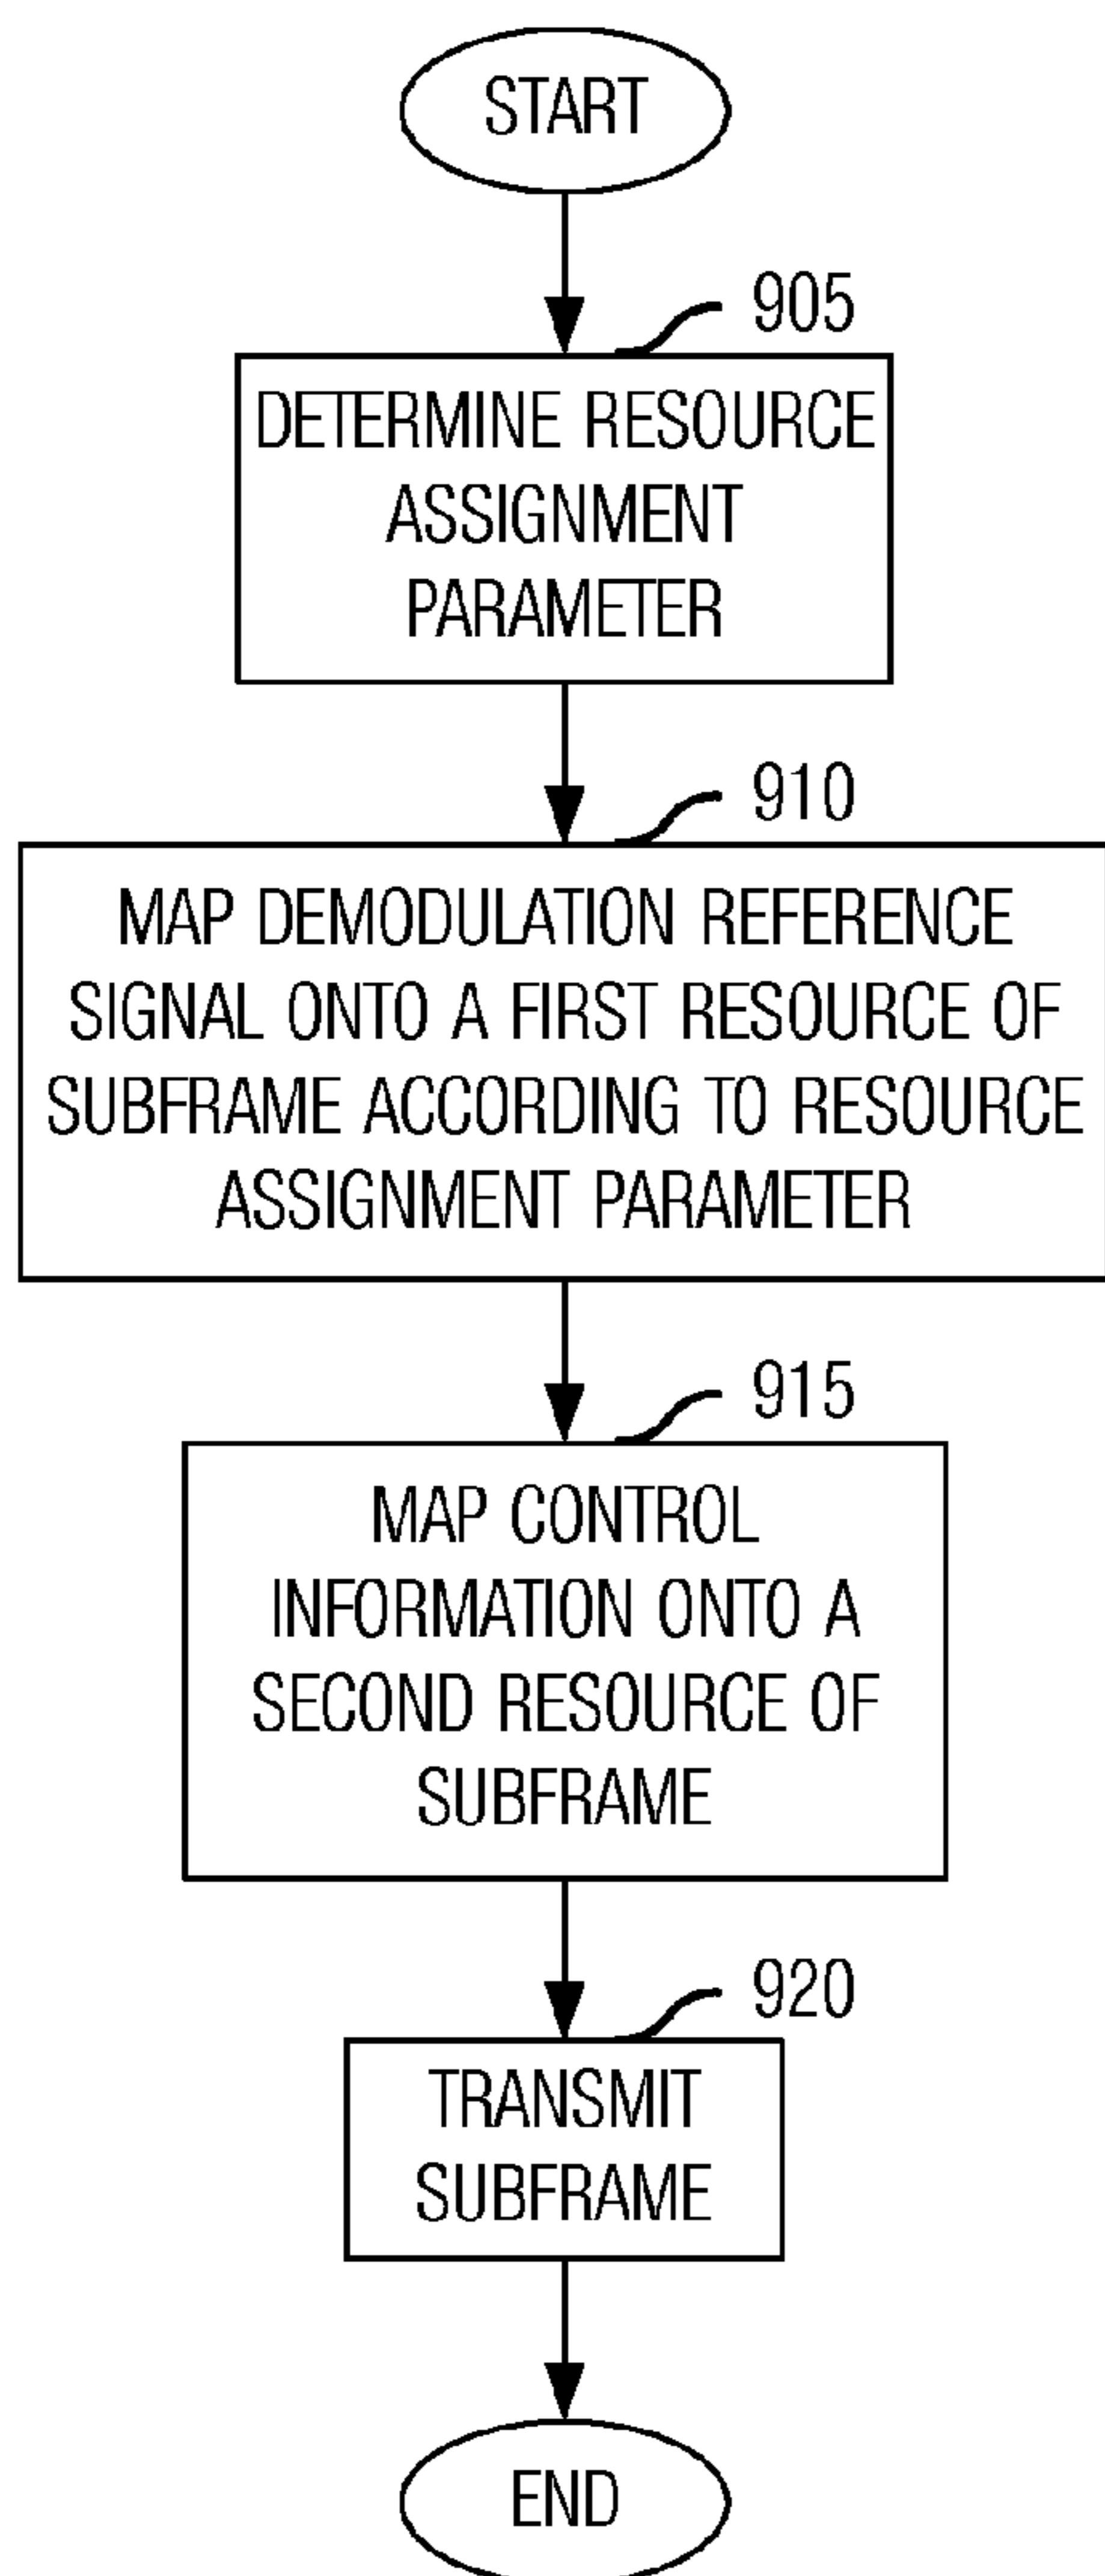 START
905
DETERMINE RESOURCE
ASSIGNMENT
PARAMETER
910
MAP DEMODULATION REFERENCE
SIGNAL ONTO A FIRST RESOURCE OF
SUBFRAME ACCORDING TO RESOURCE
ASSIGNMENT PARAMETER
915
MAP CONTROL
INFORMATION ONTO A
SECOND RESOURCE OF
SUBFRAME
920
TRANSMIT
SUBFRAME
END